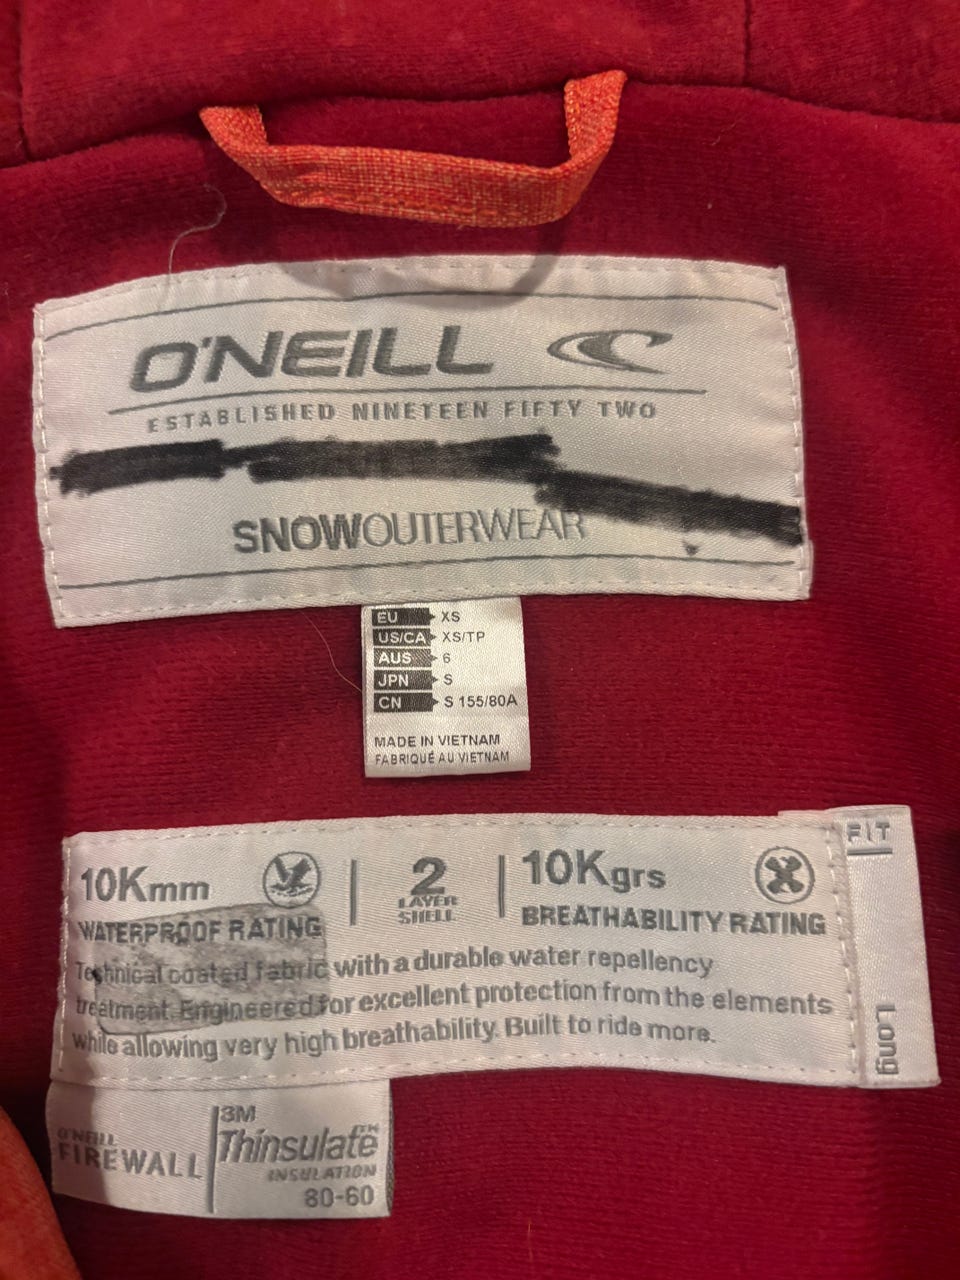 O'NEILL
ESTABLISHED NINETEEN FIFTY TWO
SNOWOUTERWEAR
EU XS
US/CA XS/TP
AUS 6
JPN S
CN S 155/80A
MADE IN VIETNAM
FABRIQUÉ AU VIETNAM
FIT
Long
10Kmm
WATERPROOF RATING
2
LAYER
SHELL
10Kgrs
BREATHABILITY RATING
Technical coated fabric with a durable water repellency
treatment. Engineered for excellent protection from the elements
while allowing very high breathability. Built to ride more.
O'NEILL
FIREWALL
3M
Thinsulate™
INSULATION
80-60